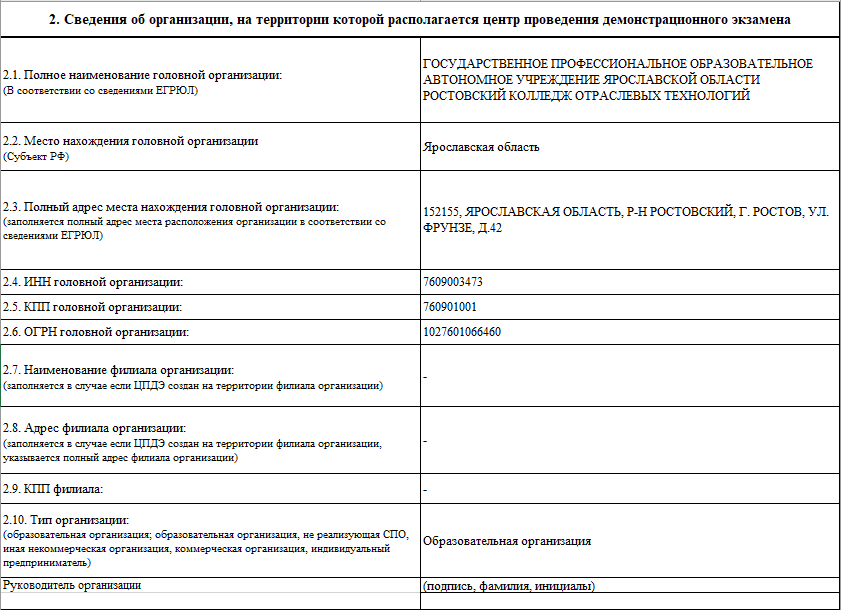 2. Сведения об организации, на территории которой располагается центр проведения демонстрационного экзамена
2.1. Полное наименование головной организации:
(В соответствии со сведениями ЕГРЮЛ)
ГОСУДАРСТВЕННОЕ ПРОФЕССИОНАЛЬНОЕ ОБРАЗОВАТЕЛЬНОЕ
АВТОНОМНОЕ УЧРЕЖДЕНИЕ ЯРОСЛАВСКОЙ ОБЛАСТИ
РОСТОВСКИЙ КОЛЛЕДЖ ОТРАСЛЕВЫХ ТЕХНОЛОГИЙ
2.2. Место нахождения головной организации
(Субъект РФ)
Ярославская область
2.3. Полный адрес места нахождения головной организации:
(заполняется полный адрес места расположения организации в соответствии со
сведениями ЕГРЮЛ)
152155, ЯРОСЛАВСКАЯ ОБЛАСТЬ, Р-Н РОСТОВСКИЙ, Г. РОСТОВ, УЛ.
ФРУНЗЕ, Д.42
2.4. ИНН головной организации:
7609003473
2.5. КПП головной организации:
760901001
2.6. ОГРН головной организации:
1027601066460
2.7. Наименование филиала организации:
(заполняется в случае если ЦПДЭ создан на территории филиала организации)
-
2.8. Адрес филиала организации:
(заполняется в случае если ЦПДЭ создан на территории филиала организации,
указывается полный адрес филиала организации)
-
2.9. КПП филиала:
-
2.10. Тип организации:
(образовательная организация; образовательная организация, не реализующая СПО,
иная некоммерческая организация, коммерческая организация, индивидуальный
предприниматель)
Образовательная организация
Руководитель организации
(подпись, фамилия, инициалы)